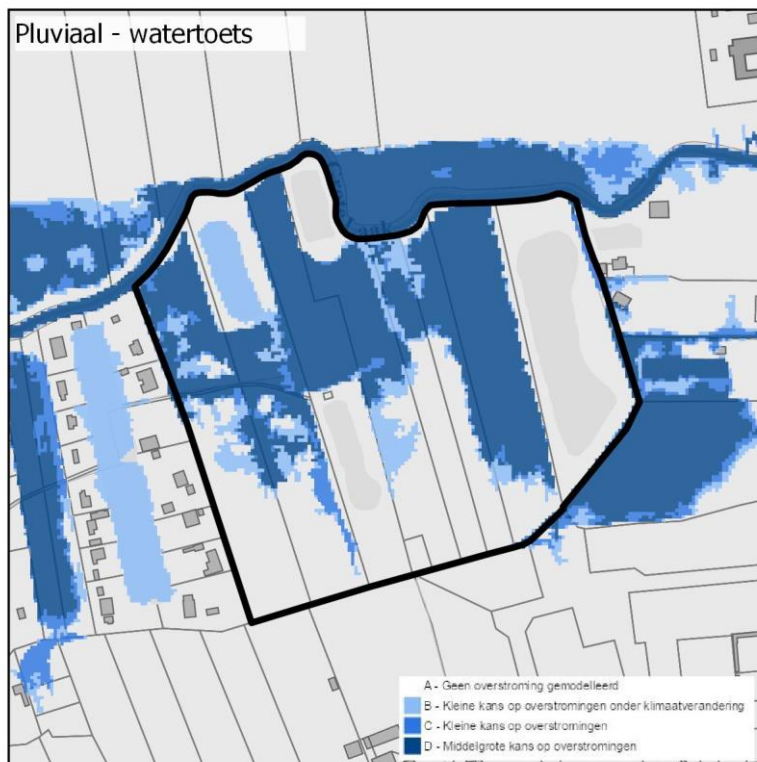 Pluviaal - watertoets
A - Geen overstroming gemodelleerd
B - Kleine kans op overstromingen onder klimaatverandering
C - Kleine kans op overstromingen
D - Middelgrote kans op overstromingen